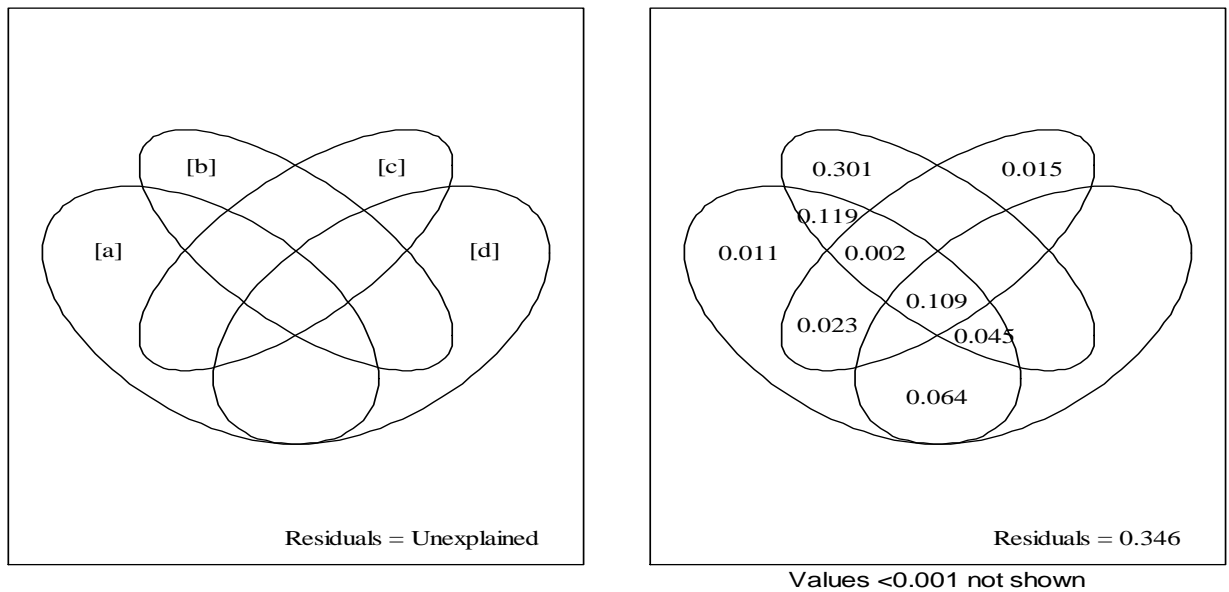 [b]
[c]
[a]
[d]
Residuals = Unexplained
0.301
0.015
0.119
0.011
0.002
0.109
0.023
0.045
0.064
Residuals = 0.346
Values <0.001 not shown